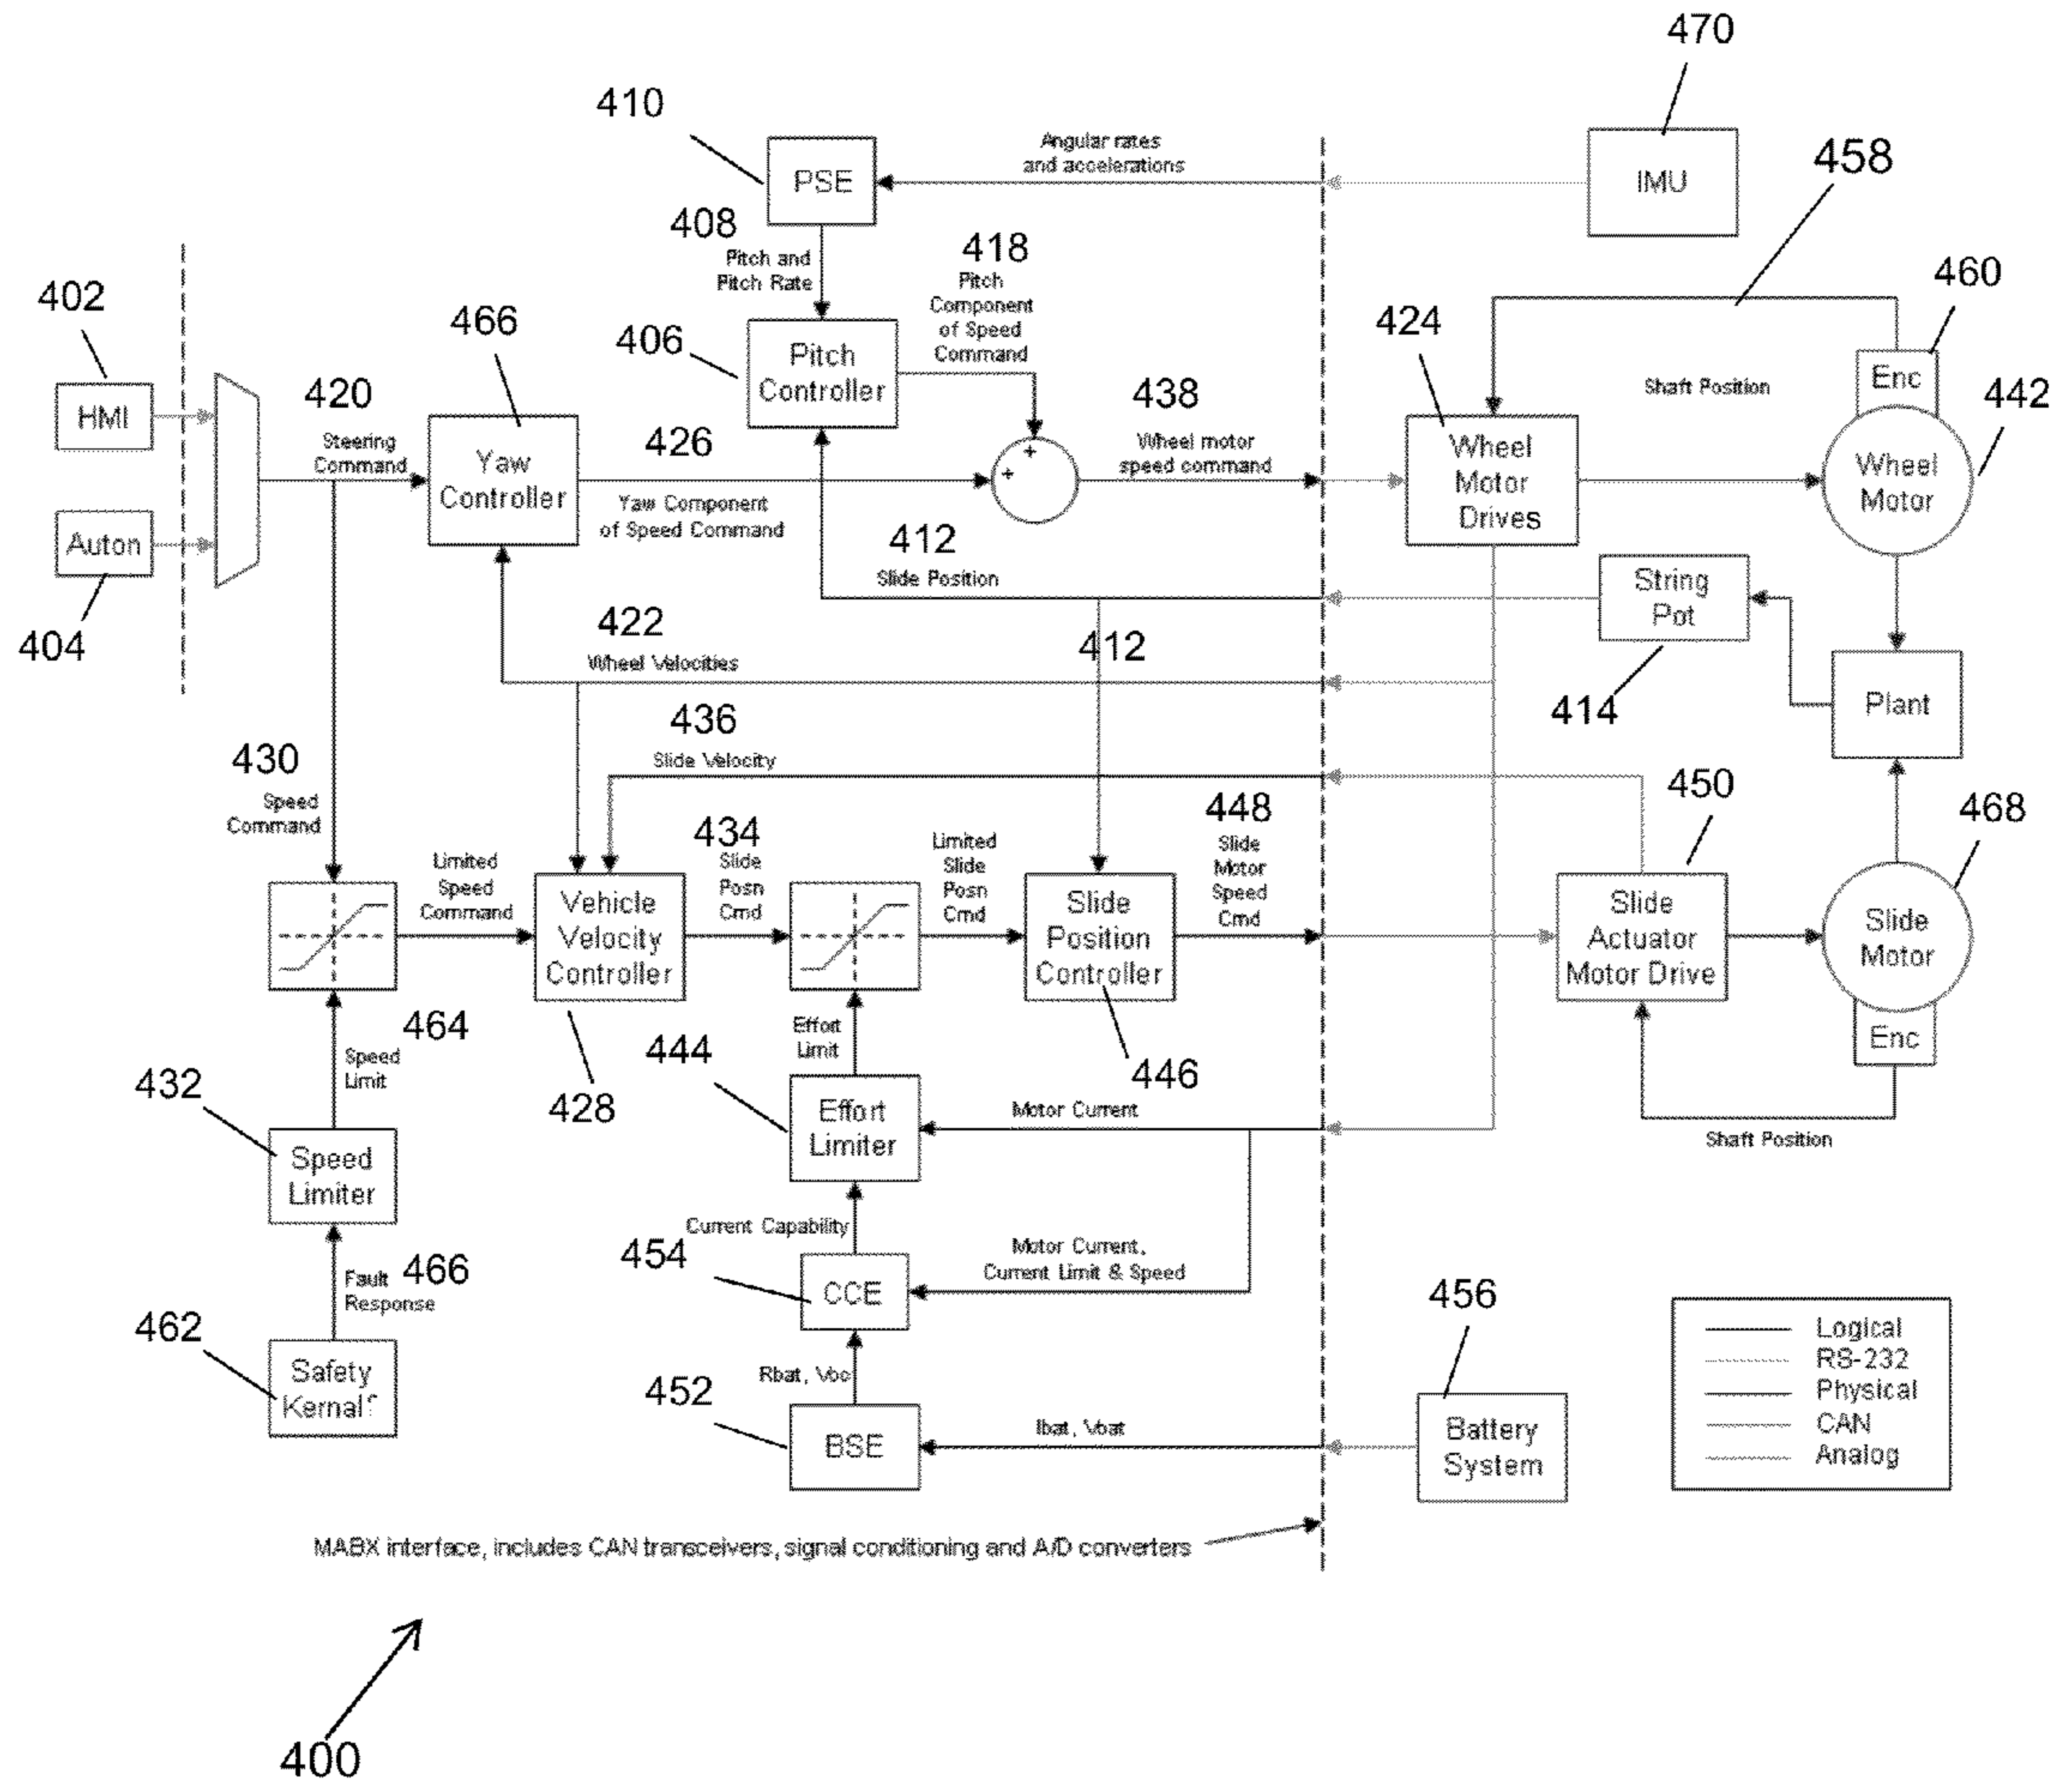 470
410
Angular rates
and accelerations
458
PSE
IMU
408
418
Pitch and
Pitch Rate
Pitch
Component
of Speed
Command
460
402
466
406
424
Pitch
Controller
Enc
442
HMI
420
Shaft Position
438
Steering
Command
426
Wheel motor
speed command
Yaw
Controller
+
+
Wheel
Motor
Drives
Wheel
Motor
Yaw Component
of Speed Command
Auton
412
404
Slide Position
String
Pot
422
412
Wheel Velocities
414
Plant
436
430
Slide Velocity
450
448
468
Speed
Command
434
Limited
Speed
Command
Slide
Posn
Cmd
Limited
Slide
Posn
Cmd
Slide
Motor
Speed
Cmd
Vehicle
Velocity
Controller
Slide
Position
Controller
Slide
Actuator
Motor Drive
Slide
Motor
464
Effort
Limit
Enc
444
446
Speed
Limit
432
428
Effort
Limiter
Motor Current
Shaft Position
Speed
Limiter
Current Capability
454
Motor Current,
Current Limit & Speed
466
Fault
Response
CCE
456
462
Logical
RS-232
Physical
CAN
Analog
Safety
Kernal
Rbat, Voc
452
BSE
Ibat, Vbat
Battery
System
MABX interface, includes CAN transceivers, signal conditioning and A/D converters
400